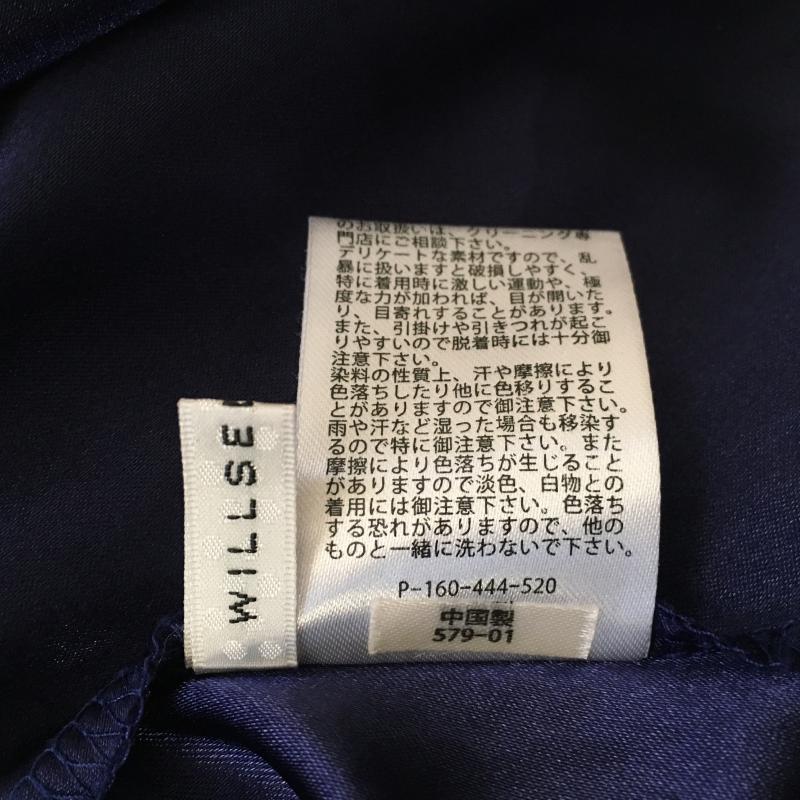 のお取扱いは、クリーニング専
門店にご相談下さい。
デリケートな素材ですので、乱
暴に扱いますと破損しやすく、
特に着用時に激しい運動や、極
度な力が加われば、目が開いた
り、目寄れすることがあります。
また、引掛けや引きつれが起こ
りやすいので脱着時には十分御
注意下さい。
染料の性質上、汗や摩擦により
色落ちしたり他に色移りするこ
とがありますので御注意下さい。
雨や汗など湿った場合も移染す
るので特に御注意下さい。また
摩擦により色落ちが生じること
がありますので淡色、白物との
着用には御注意下さい。色落ち
する恐れがありますので、他の
ものと一緒に洗わないで下さい。
P-160-444-520
中国製
579-01
WILLSE